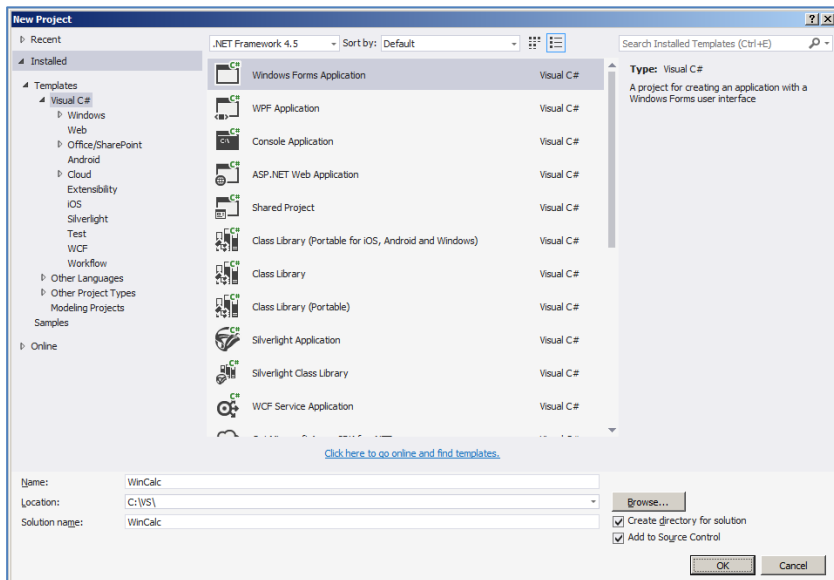 New Project
Recent
.NET Framework 4.5 Sort by: Default Search Installed Templates (Ctrl+E)
Installed
Templates
Visual C#
Windows
Web
Office/SharePoint
Android
Cloud
Extensibility
iOS
Silverlight
Test
WCF
Workflow
Other Languages
Other Project Types
Modeling Projects
Samples
Online
Windows Forms Application Visual C#
WPF Application Visual C#
Console Application Visual C#
ASP.NET Web Application Visual C#
Shared Project Visual C#
Class Library (Portable for iOS, Android and Windows) Visual C#
Class Library Visual C#
Class Library (Portable) Visual C#
Silverlight Application Visual C#
Silverlight Class Library Visual C#
WCF Service Application Visual C#
Type: Visual C#
A project for creating an application with a
Windows Forms user interface
Click here to go online and find templates.
Name: WinCalc
Location: C:\VS\ Browse...
Solution name: WinCalc Create directory for solution
Add to Source Control
OK Cancel